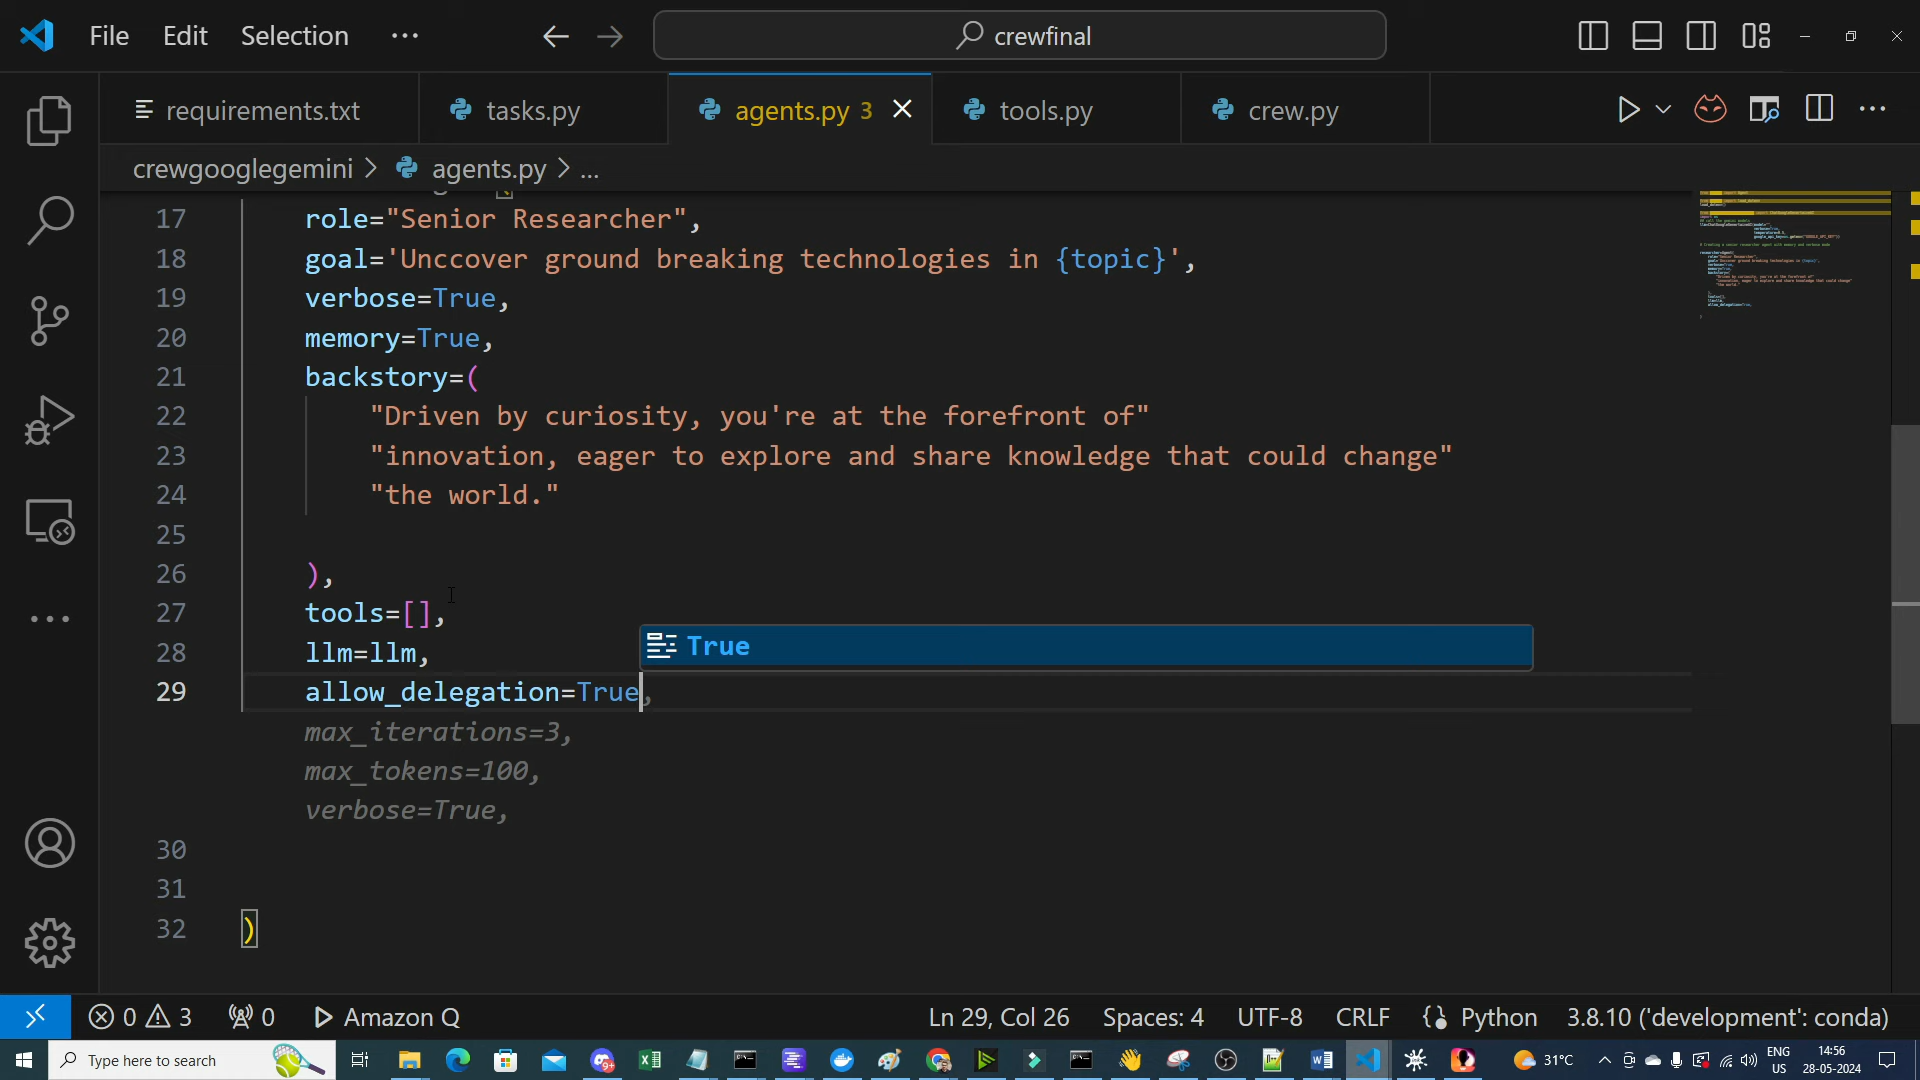 File Edit Selection ··· crewfinal
requirements.txt tasks.py agents.py 3 tools.py crew.py
crewgooglegemini > agents.py > ...
17 role="Senior Researcher",
18 goal='Unccover ground breaking technologies in {topic}',
19 verbose=True,
20 memory=True,
21 backstory=(
22 "Driven by curiosity, you're at the forefront of"
23 "innovation, eager to explore and share knowledge that could change"
24 "the world."
25
26 ),
27 tools=[],
True
28 llm=llm,
29 allow_delegation=True,
max_iterations=3,
max_tokens=100,
verbose=True,
30
31
32 )
0 3 0 Amazon Q Ln 29, Col 26 Spaces: 4 UTF-8 CRLF Python 3.8.10 ('development': conda)
Type here to search 31°C ENG 14:56
US 28-05-2024